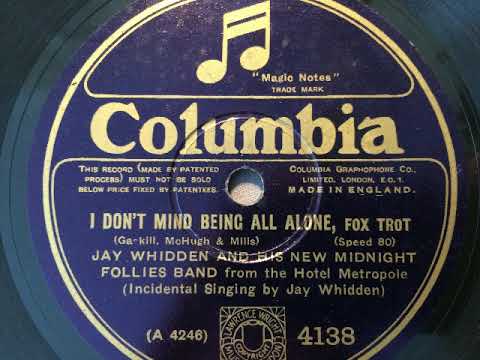 "Magic Notes"
TRADE MARK
Columbia
THIS RECORD (MADE BY PATENTED
PROCESS) MUST NOT BE SOLD
BELOW PRICE FIXED BY PATENTEES.
COLUMBIA GRAPHOPHONE CO.,
LIMITED, LONDON, E.C.1.
MADE IN ENGLAND.
I DON'T MIND BEING ALL ALONE, FOX TROT
(Gaskill, McHugh & Mills) (Speed 80)
JAY WHIDDEN AND HIS NEW MIDNIGHT
FOLLIES BAND from the Hotel Metropole
(Incidental Singing by Jay Whidden)
(A 4246)
LAWRENCE WRIGHT
4138